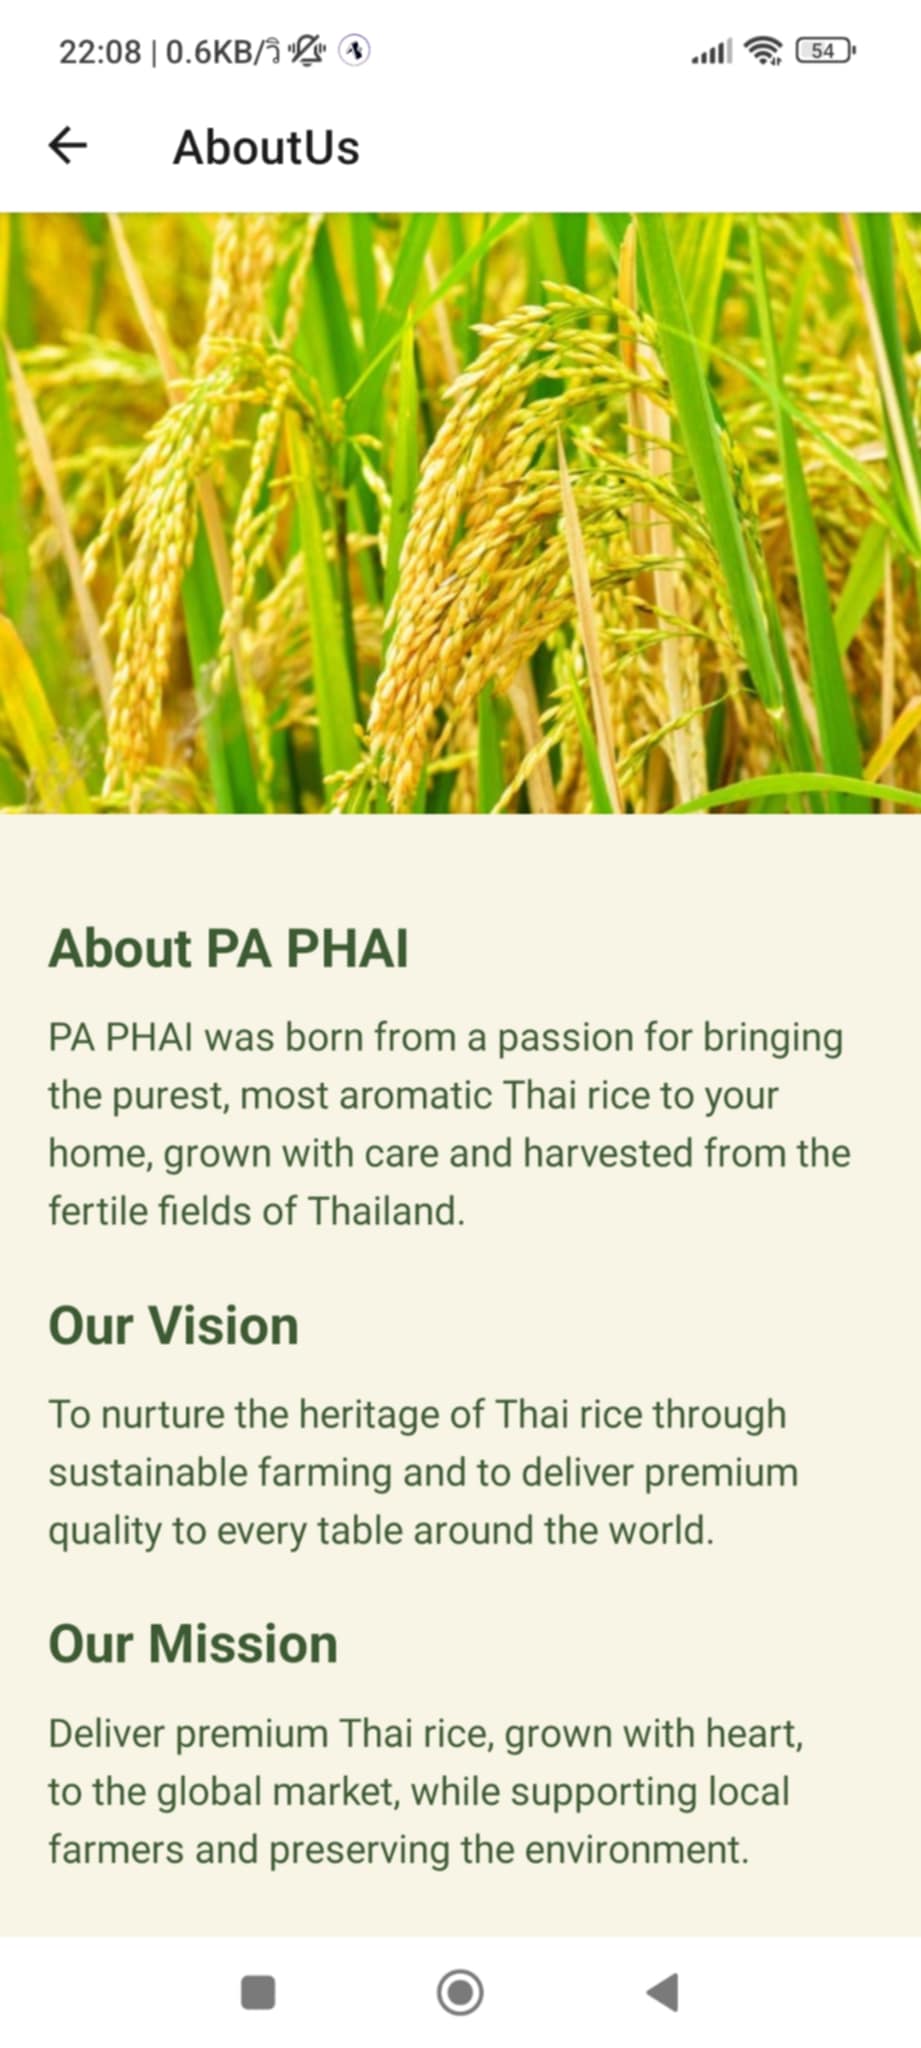 22:08 | 0.6KB/วิ
54
AboutUs
About PA PHAI
PA PHAI was born from a passion for bringing
the purest, most aromatic Thai rice to your
home, grown with care and harvested from the
fertile fields of Thailand.
Our Vision
To nurture the heritage of Thai rice through
sustainable farming and to deliver premium
quality to every table around the world.
Our Mission
Deliver premium Thai rice, grown with heart,
to the global market, while supporting local
farmers and preserving the environment.